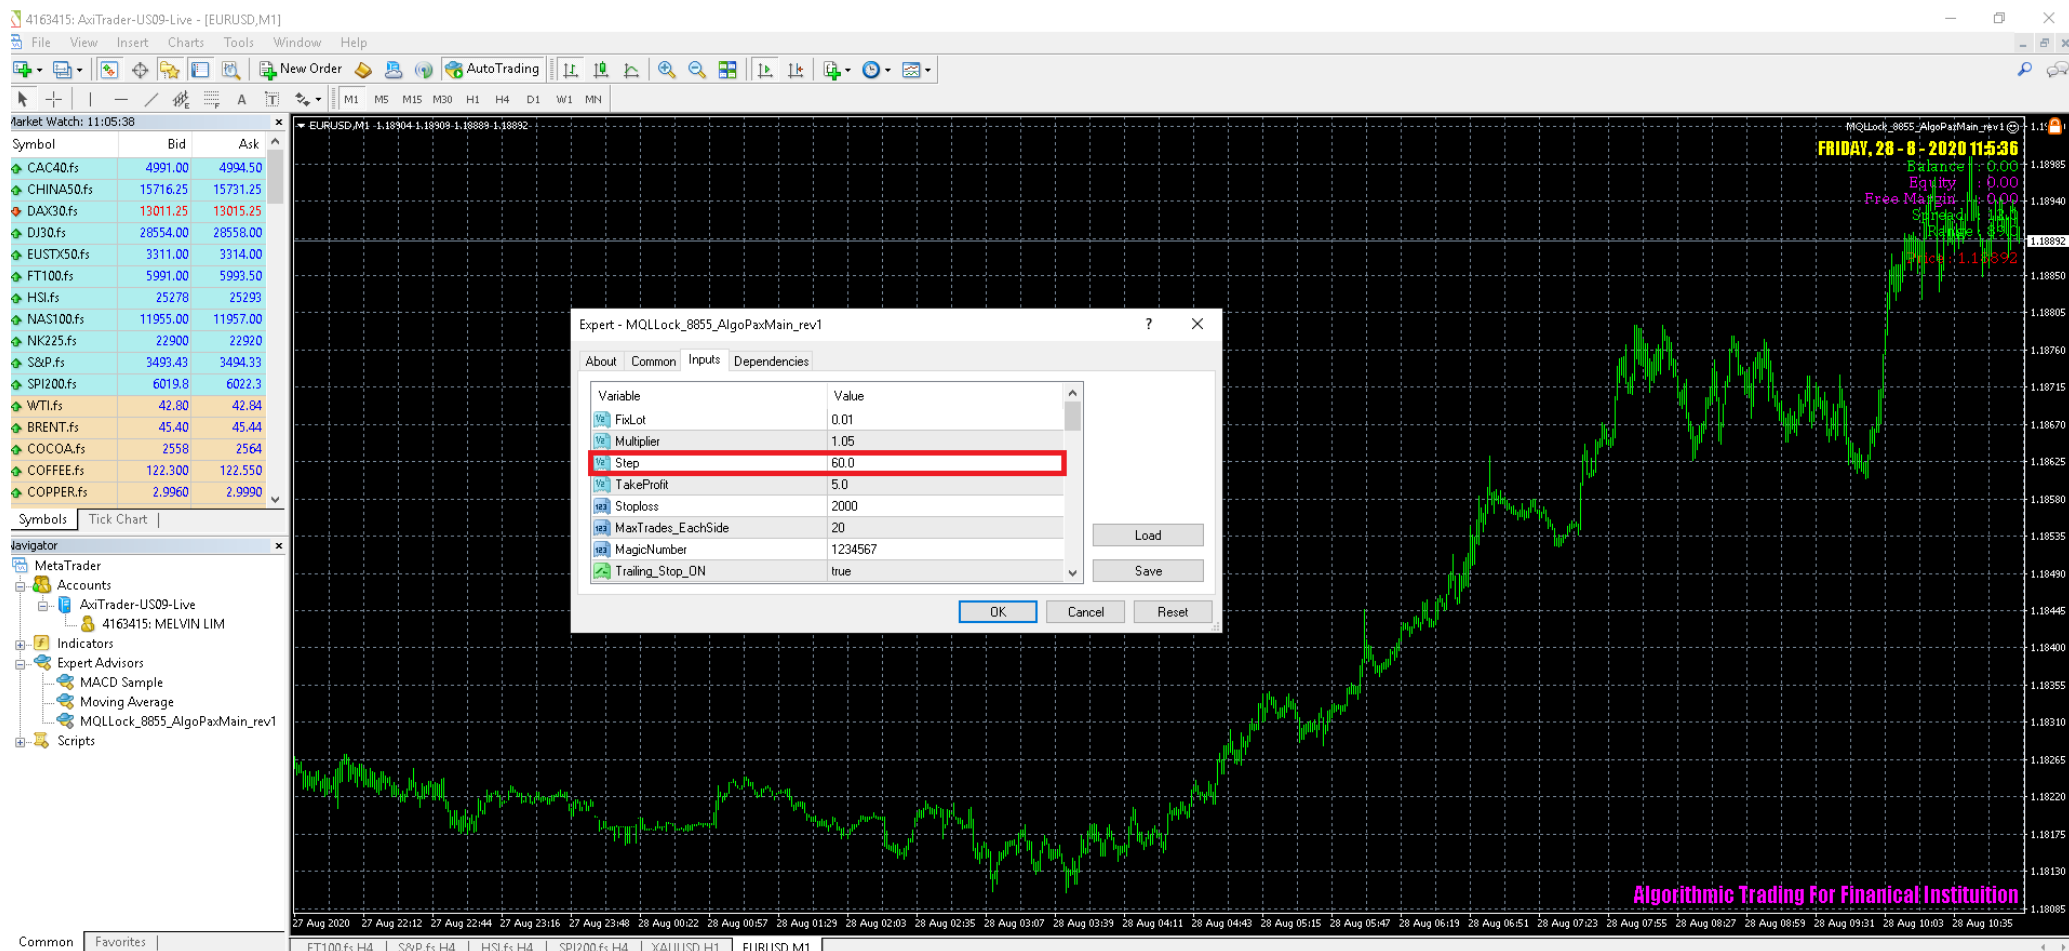 4163415: AxiTrader-US09-Live - [EURUSD,M1]
File View Insert Charts Tools Window Help
New Order AutoTrading
A T M1 M5 M15 M30 H1 H4 D1 W1 MN
Market Watch: 11:05:38
Symbol Bid Ask
CAC40.fs 4991.00 4994.50
CHINA50.fs 15716.25 15731.25
DAX30.fs 13011.25 13015.25
DJ30.fs 28554.00 28558.00
EUSTX50.fs 3311.00 3314.00
FT100.fs 5991.00 5993.50
HSI.fs 25278 25293
NAS100.fs 11955.00 11957.00
NK225.fs 22900 22920
S&P.fs 3493.43 3494.33
SPI200.fs 6019.8 6022.3
WTI.fs 42.80 42.84
BRENT.fs 45.40 45.44
COCOA.fs 2558 2564
COFFEE.fs 122.300 122.550
COPPER.fs 2.9960 2.9990
Symbols Tick Chart
Navigator
MetaTrader
Accounts
AxiTrader-US09-Live
4163415: MELVIN LIM
Indicators
Expert Advisors
MACD Sample
Moving Average
MQLLock_8855_AlgoPaxMain_rev1
Scripts
Common Favorites
EURUSD,M1 1.18904 1.18909 1.18889 1.18892
MQLLock_8855_AlgoPaxMain_rev1
FRIDAY, 28 - 8 - 2020 11:5:36
Balance : 0.00
Equity : 0.00
Free Margin : 0.00
Spread :
Range :
Price : 1.18892
Expert - MQLLock_8855_AlgoPaxMain_rev1 ?
About Common Inputs Dependencies
Variable Value
FixLot 0.01
Multiplier 1.05
Step 60.0
TakeProfit 5.0
Stoploss 2000
MaxTrades_EachSide 20
MagicNumber 1234567
Trailing_Stop_ON true
Load
Save
OK Cancel Reset
1.18985
1.18940
1.18892
1.18850
1.18805
1.18760
1.18715
1.18670
1.18625
1.18580
1.18535
1.18490
1.18445
1.18400
1.18355
1.18310
1.18265
1.18220
1.18175
1.18130
1.18085
Algorithmic Trading For Finanical Instituition
27 Aug 2020 27 Aug 22:12 27 Aug 22:44 27 Aug 23:16 27 Aug 23:48 28 Aug 00:22 28 Aug 00:57 28 Aug 01:29 28 Aug 02:03 28 Aug 02:35 28 Aug 03:07 28 Aug 03:39 28 Aug 04:11 28 Aug 04:43 28 Aug 05:15 28 Aug 05:47 28 Aug 06:19 28 Aug 06:51 28 Aug 07:23 28 Aug 07:55 28 Aug 08:27 28 Aug 08:59 28 Aug 09:31 28 Aug 10:03 28 Aug 10:35
FT100.fs,H4 S&P.fs,H4 HSI.fs,H4 SPI200.fs,H4 XAUUSD,H1 EURUSD,M1